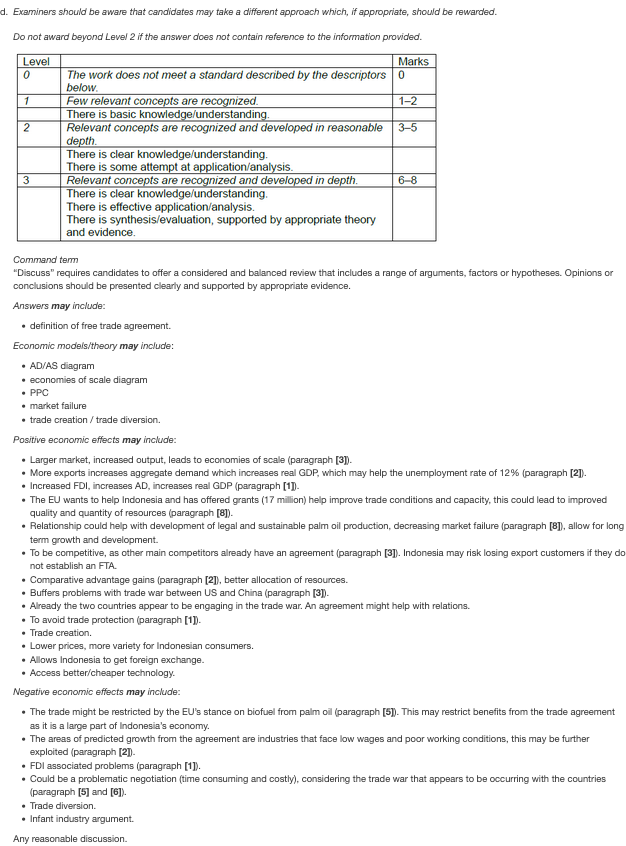 d. Examiners should be aware that candidates may take a different approach which, if appropriate, should be rewarded.
Do not award beyond Level 2 if the answer does not contain reference to the information provided.
Level Marks
0 The work does not meet a standard described by the descriptors 0
below.
1 Few relevant concepts are recognized. 1–2
There is basic knowledge/understanding.
2 Relevant concepts are recognized and developed in reasonable 3–5
depth.
There is clear knowledge/understanding.
There is some attempt at application/analysis.
3 Relevant concepts are recognized and developed in depth. 6–8
There is clear knowledge/understanding.
There is effective application/analysis.
There is synthesis/evaluation, supported by appropriate theory
and evidence.
Command term
“Discuss” requires candidates to offer a considered and balanced review that includes a range of arguments, factors or hypotheses. Opinions or
conclusions should be presented clearly and supported by appropriate evidence.
Answers may include:
• definition of free trade agreement.
Economic models/theory may include:
• AD/AS diagram
• economies of scale diagram
• PPC
• market failure
• trade creation / trade diversion.
Positive economic effects may include:
• Larger market, increased output, leads to economies of scale (paragraph [3]).
• More exports increases aggregate demand which increases real GDP, which may help the unemployment rate of 12% (paragraph [2]).
• Increased FDI, increases AD, increases real GDP (paragraph [1]).
• The EU wants to help Indonesia and has offered grants (17 million) help improve trade conditions and capacity, this could lead to improved
quality and quantity of resources (paragraph [8]).
• Relationship could help with development of legal and sustainable palm oil production, decreasing market failure (paragraph [8]), allow for long
term growth and development.
• To be competitive, as other main competitors already have an agreement (paragraph [3]). Indonesia may risk losing export customers if they do
not establish an FTA.
• Comparative advantage gains (paragraph [2]), better allocation of resources.
• Buffers problems with trade war between US and China (paragraph [3]).
• Already the two countries appear to be engaging in the trade war. An agreement might help with relations.
• To avoid trade protection (paragraph [1]).
• Trade creation.
• Lower prices, more variety for Indonesian consumers.
• Allows Indonesia to get foreign exchange.
• Access better/cheaper technology.
Negative economic effects may include:
• The trade might be restricted by the EU’s stance on biofuel from palm oil (paragraph [5]). This may restrict benefits from the trade agreement
as it is a large part of Indonesia’s economy.
• The areas of predicted growth from the agreement are industries that face low wages and poor working conditions, this may be further
exploited (paragraph [2]).
• FDI associated problems (paragraph [1]).
• Could be a problematic negotiation (time consuming and costly), considering the trade war that appears to be occurring with the countries
(paragraph [5] and [6]).
• Trade diversion.
• Infant industry argument.
Any reasonable discussion.